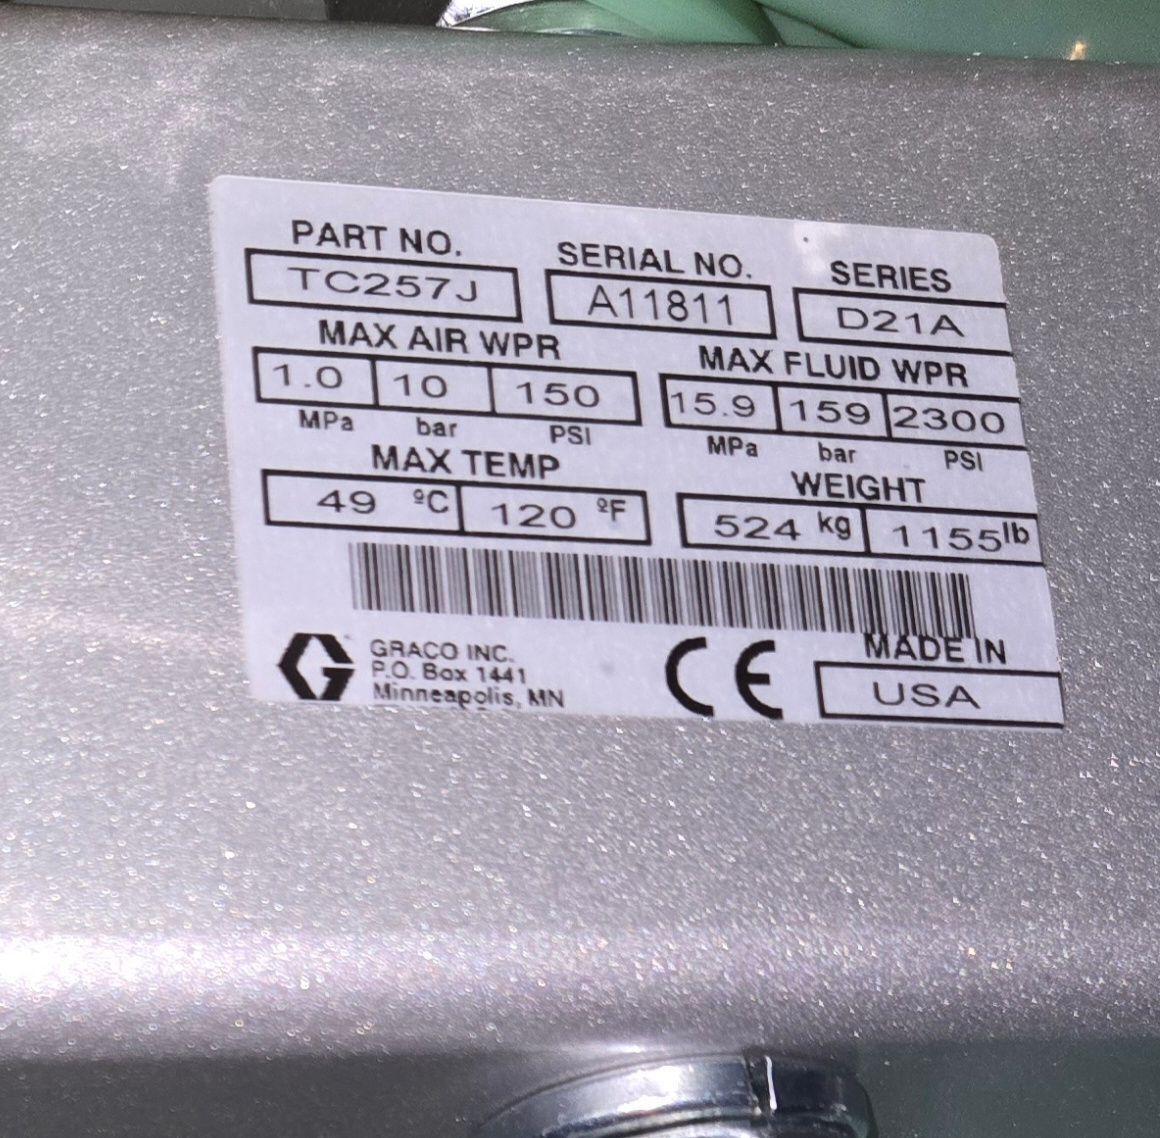 PART NO. SERIAL NO. SERIES
TC257J A11811 D21A
MAX AIR WPR MAX FLUID WPR
1.0 10 150 15.9 159 2300
MPa bar PSI MPa bar PSI
MAX TEMP WEIGHT
49 ºC 120 ºF 524 kg 1155 lb
GRACO INC.
P.O. Box 1441
Minneapolis, MN
CE
MADE IN
USA